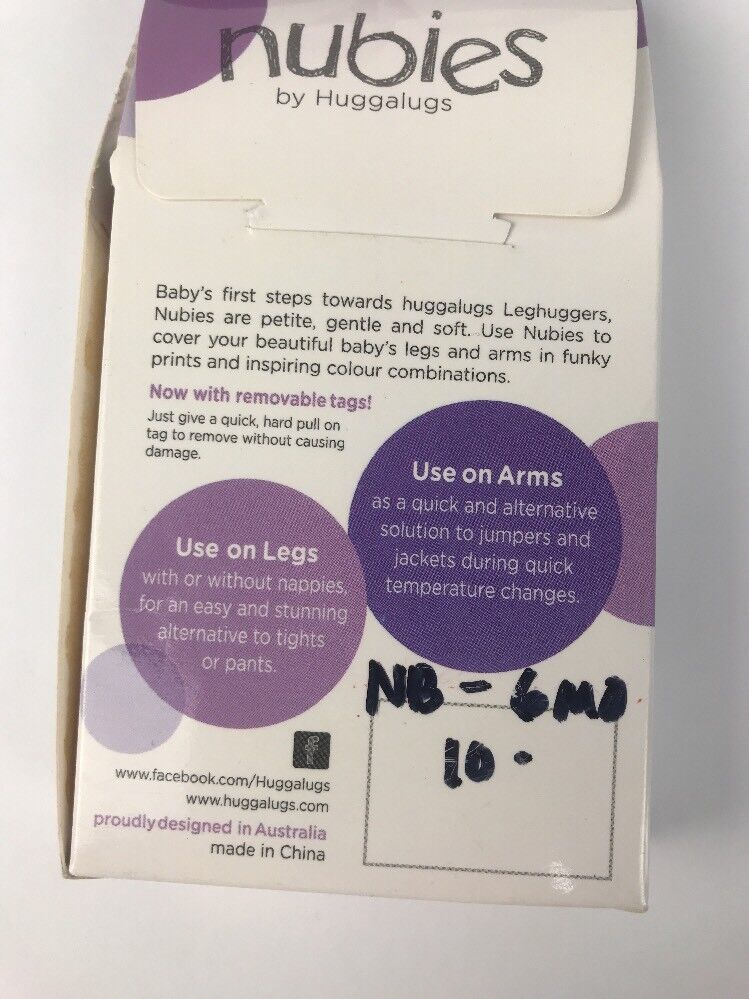 nubies
by Huggalugs
Baby's first steps towards huggalugs Leghuggers,
Nubies are petite, gentle and soft. Use Nubies to
cover your beautiful baby's legs and arms in funky
prints and inspiring colour combinations.
Now with removable tags!
Just give a quick, hard pull on
tag to remove without causing
damage.
Use on Arms
as a quick and alternative
solution to jumpers and
jackets during quick
temperature changes.
Use on Legs
with or without nappies,
for an easy and stunning
alternative to tights
or pants.
NB - 6MO
10 -
f
www.facebook.com/Huggalugs
www.huggalugs.com
proudly designed in Australia
made in China